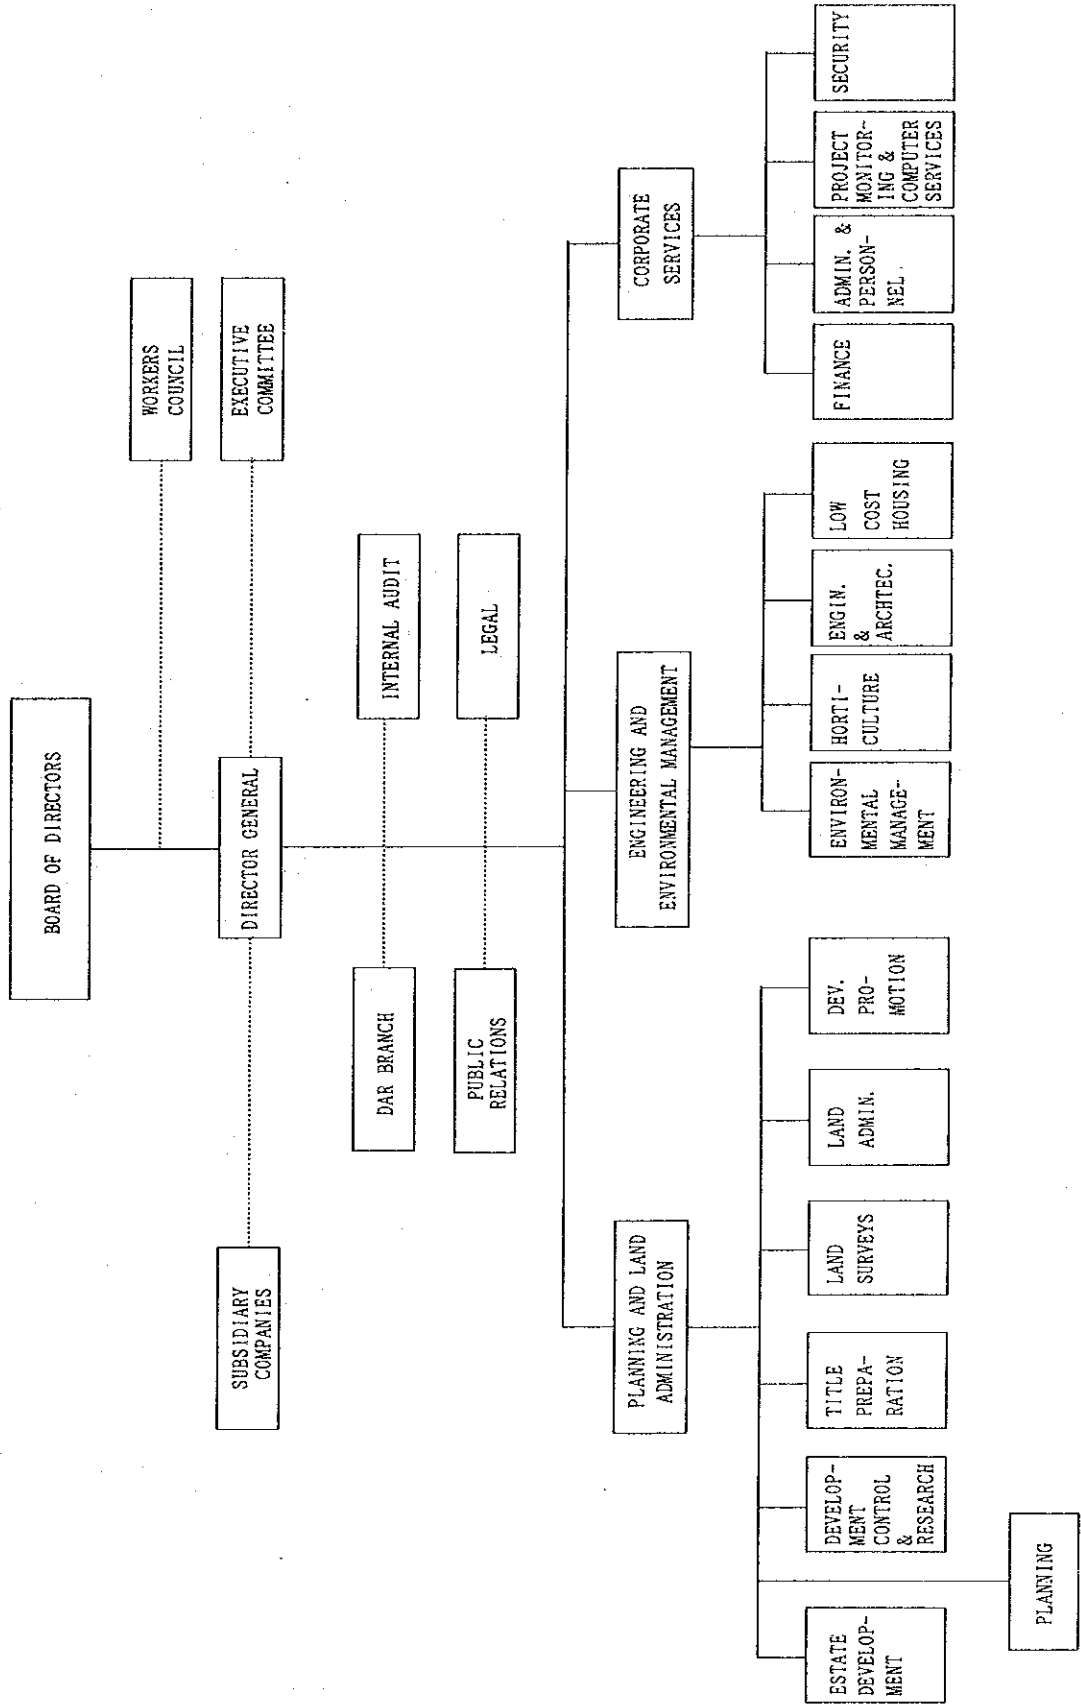 BOARD OF DIRECTORS
WORKERS
COUNCIL
SUBSIDIARY
COMPANIES
DIRECTOR GENERAL
EXECUTIVE
COMMITTEE
DAR BRANCH
INTERNAL AUDIT
PUBLIC
RELATIONS
LEGAL
PLANNING AND LAND
ADMINISTRATION
ENGINEERING AND
ENVIRONMENTAL MANAGEMENT
CORPORATE
SERVICES
ESTATE
DEVELOP-
MENT
DEVELOP-
MENT
CONTROL
&
RESEARCH
TITLE
PREPA-
RATION
LAND
SURVEYS
LAND
ADMIN.
DEV.
PRO-
MOTION
ENVIRON-
MENTAL
MANAGE-
MENT
HORTI-
CULTURE
ENGIN.
&
ARCHTEC.
LOW
COST
HOUSING
FINANCE
ADMIN. &
PERSON-
NEL.
PROJECT
MONITOR-
ING &
COMPUTER
SERVICES
SECURITY
PLANNING